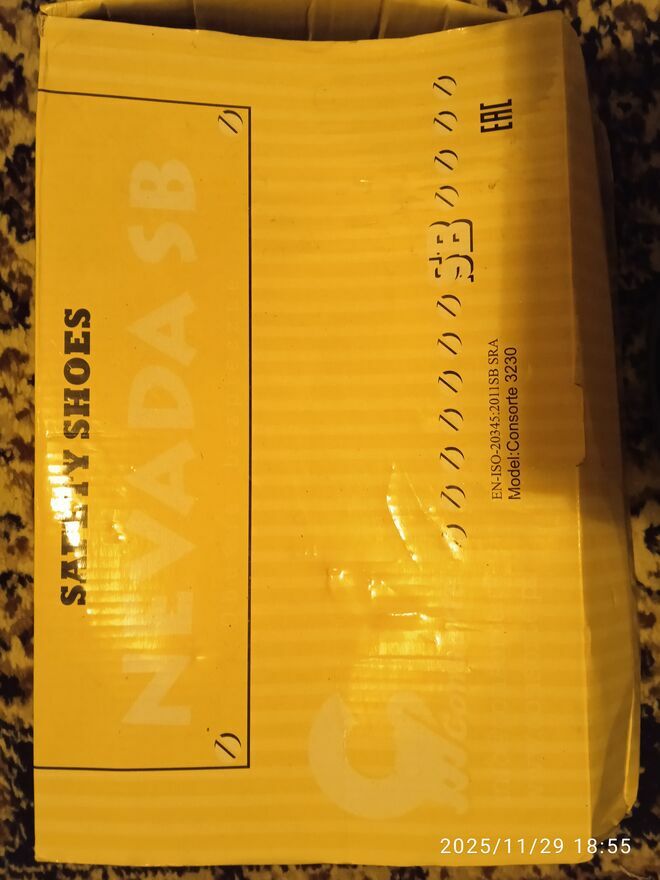 SAFETY SHOES
NEVADA SB
SB
EN-ISO-20345:2011SB SRA
Model:Consorte 3230
EAC
2025/11/29 18:55